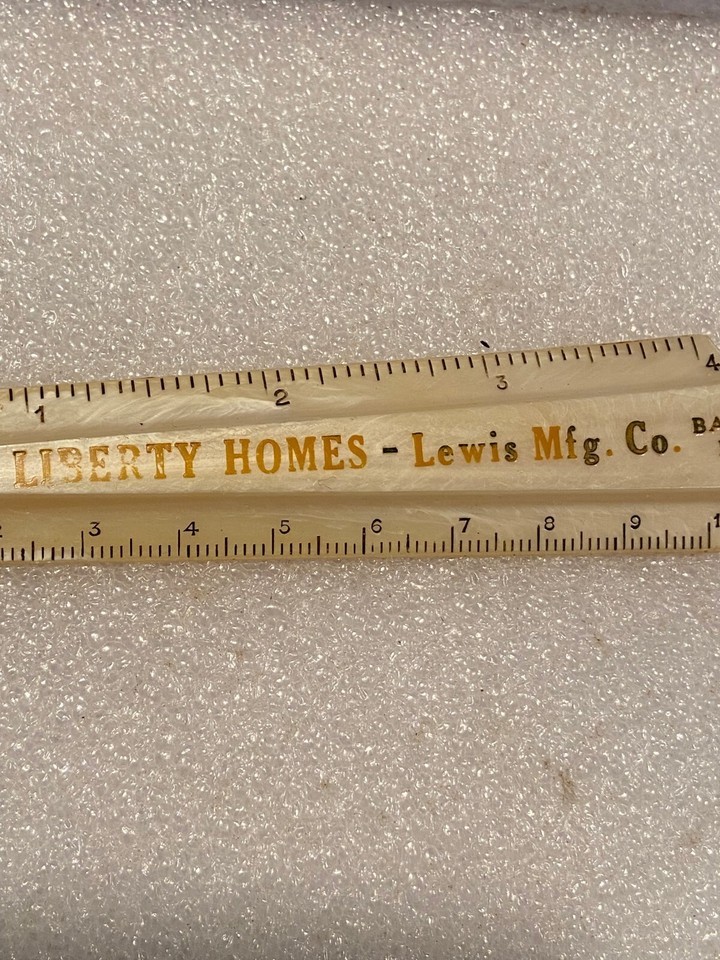 1 2 3 4
LIBERTY HOMES - Lewis Mfg. Co.
3 4 5 6 7 8 9